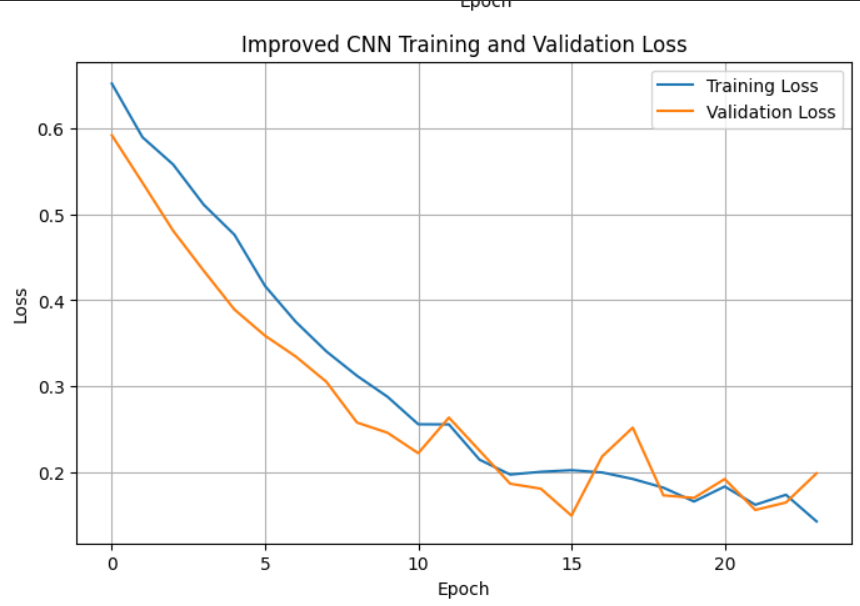 Epoch
Improved CNN Training and Validation Loss
Training Loss
Validation Loss
0.6
0.5
0.4
0.3
0.2
Loss
0 5 10 15 20
Epoch